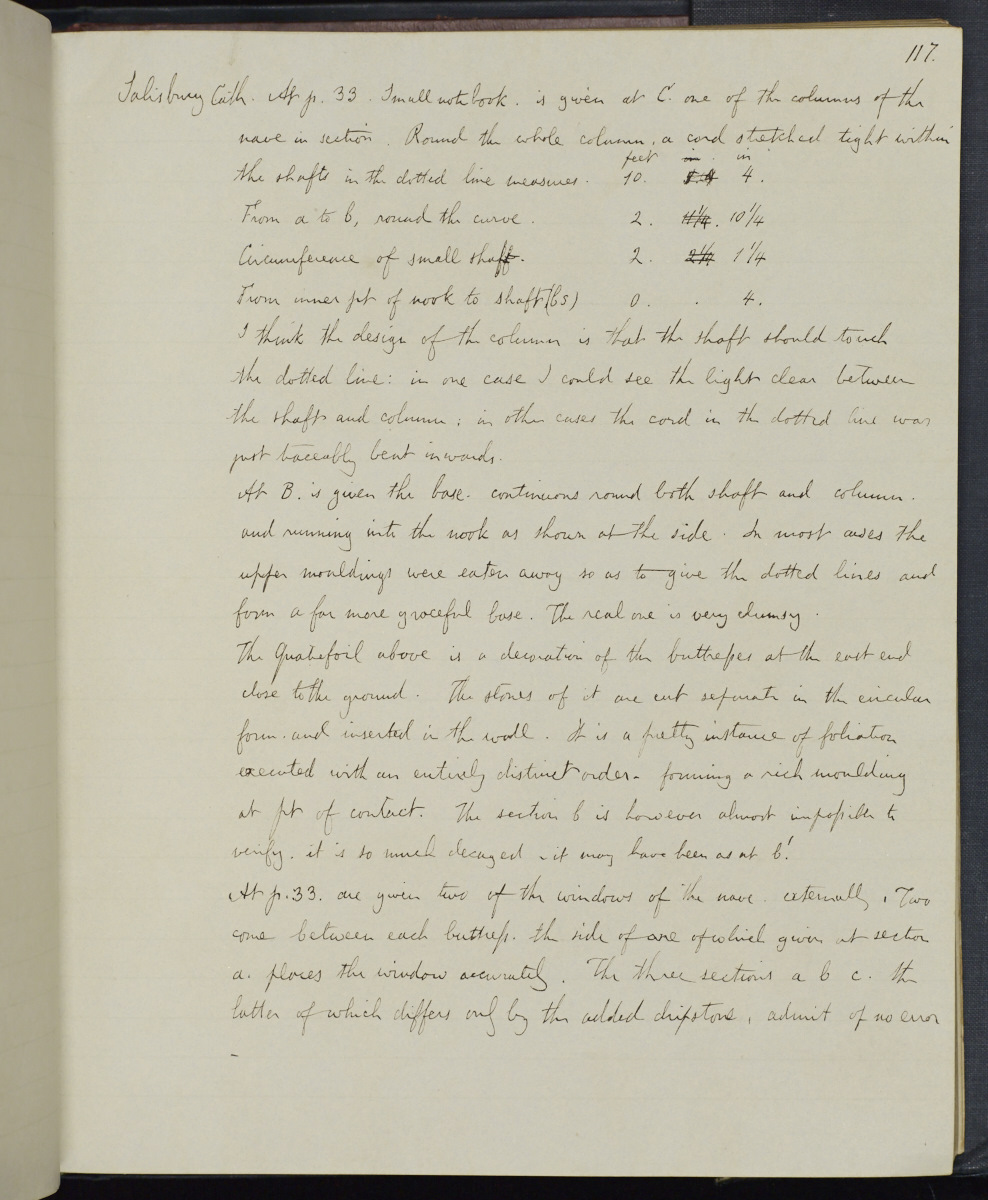 117.
Salisbury Cath. At p. 33. Small notebook. is given at C. one of the columns of the
nave in section. Round the whole column, a cord stretched tight within
feet in. in
the shafts in the dotted line measures. 10. 4.
From a to b, round the curve. 2. 11¼. 10¼
Circumference of small shaft. 2. 2¼ 1¼
From inner pt of nook to shaft (bs) 0. . 4.
I think the design of the column is that the shaft should touch
the dotted line: in one case I could see the light clear between
the shaft and column; in other cases the cord in the dotted line was
just traceably bent inwards.
At B. is given the base. continuous round both shaft and column.
and running into the nook as shown at the side. In most cases the
upper mouldings were eaten away so as to give the dotted lines and
form a far more graceful base. The real one is very clumsy.
The Quatrefoil above is a decoration of the buttresses at the east end
close to the ground. The stones of it are cut separate in the circular
form. and inserted in the wall. It is a pretty instance of foliation
executed with an entirely distinct order - forming a rich moulding
at pt of contact. The section b is however almost impossible to
verify. it is so much decayed - it may have been as at b'.
At p. 33. are given two of the windows of the nave. externally. Two
come between each buttress. the side of one of which given at section
a. places the window accurately. The three sections a b c. the
latter of which differs only by the added dripstone, admit of no error
-